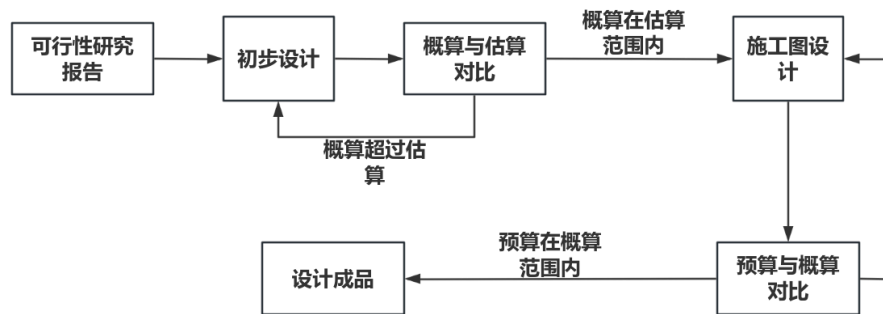 可行性研究
报告
初步设计
概算与估算
对比
概算在估算
范围内
施工图设
计
概算超过估
算
设计成品
预算在概算
范围内
预算与概算
对比